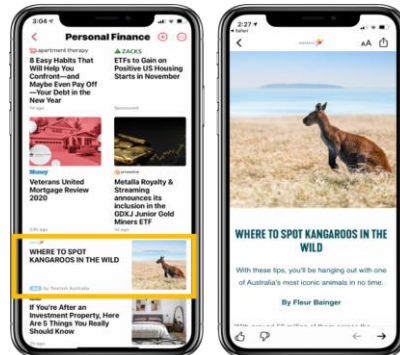 3:04
Personal Finance
apartment therapy
8 Easy Habits That
Will Help You
Confront—and
Maybe Even Pay Off
—Your Debt in the
New Year
ZACKS
ETFs to Gain on
Positive US Housing
Starts in November
Sponsored
Money
Veterans United
Mortgage Review
2020
Metalla Royalty &
Streaming
announces its
inclusion in the
GDXJ Junior Gold
Miners ETF
WHERE TO SPOT
KANGAROOS IN THE WILD
by Tourism Australia
If You're After an
Investment Property, Here
Are 5 Things You Really
Should Know
2:27
Safari
AA
WHERE TO SPOT KANGAROOS IN THE
WILD
With these tips, you'll be hanging out with one
of Australia's most iconic animals in no time.
By Fleur Bainger